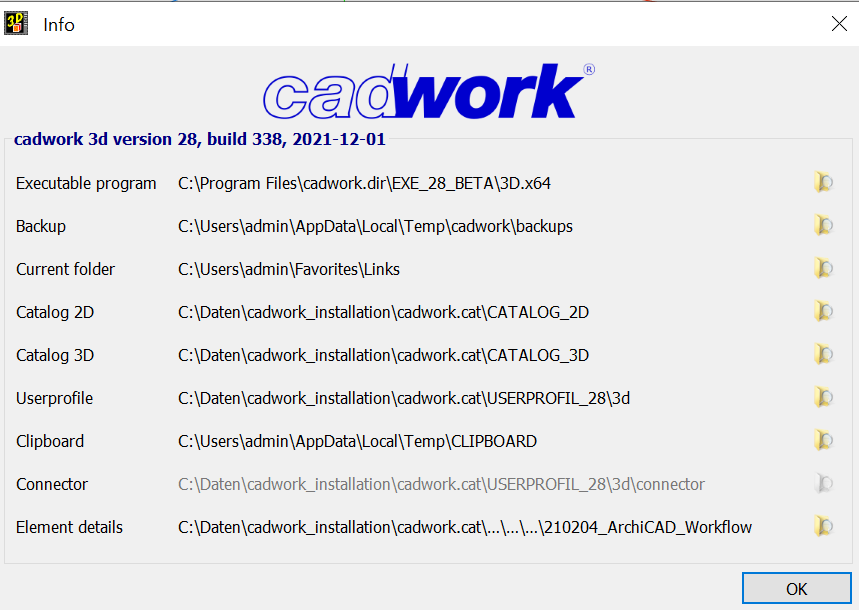 3D
Info
cadwork®
cadwork 3d version 28, build 338, 2021-12-01
Executable program C:\Program Files\cadwork.dir\EXE_28_BETA\3D.x64
Backup C:\Users\admin\AppData\Local\Temp\cadwork\backups
Current folder C:\Users\admin\Favorites\Links
Catalog 2D C:\Daten\cadwork_installation\cadwork.cat\CATALOG_2D
Catalog 3D C:\Daten\cadwork_installation\cadwork.cat\CATALOG_3D
Userprofile C:\Daten\cadwork_installation\cadwork.cat\USERPROFIL_28\3d
Clipboard C:\Users\admin\AppData\Local\Temp\CLIPBOARD
Connector C:\Daten\cadwork_installation\cadwork.cat\USERPROFIL_28\3d\connector
Element details C:\Daten\cadwork_installation\cadwork.cat\...\...\...\210204_ArchiCAD_Workflow
OK